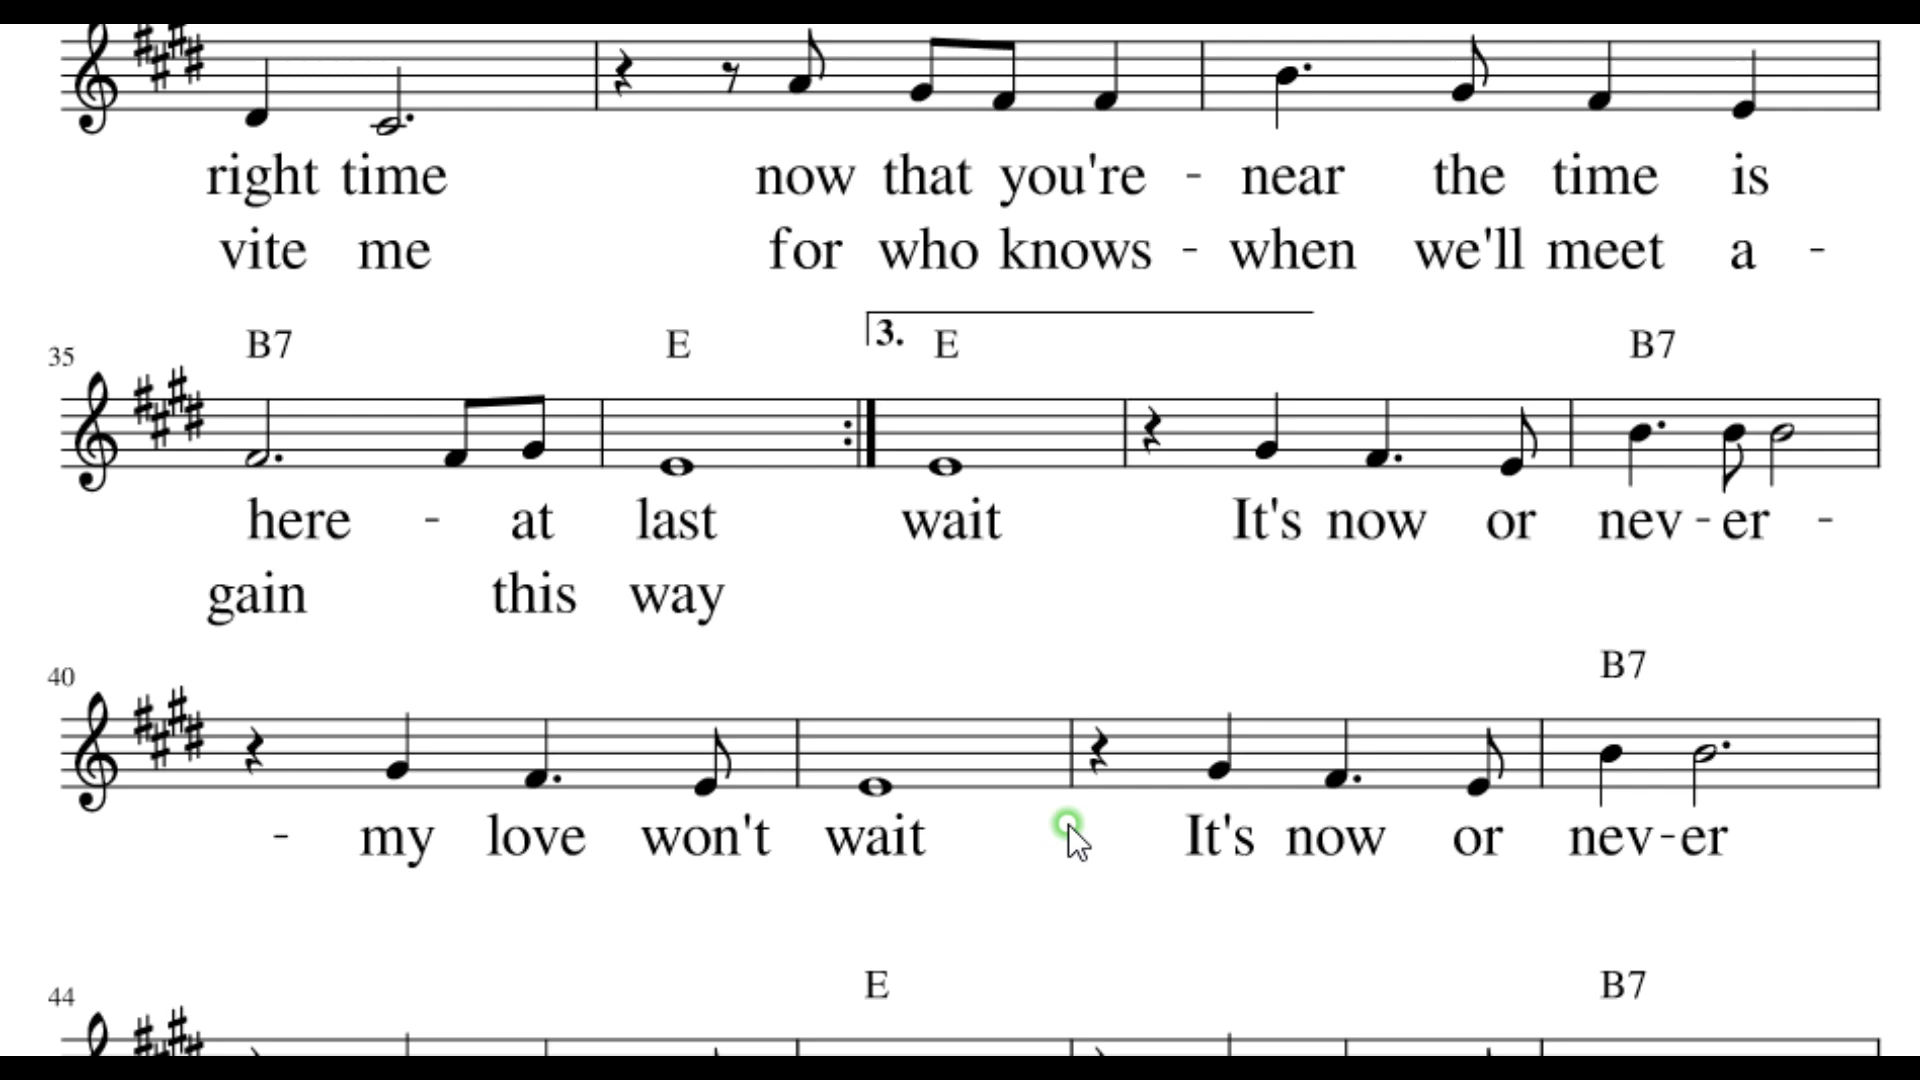 right time now that you're - near the time is
vite me for who knows - when we'll meet a -
3.
B7 E E B7
35
here - at last wait It's now or nev - er -
gain this way
B7
40
- my love won't wait It's now or nev - er
E B7
44